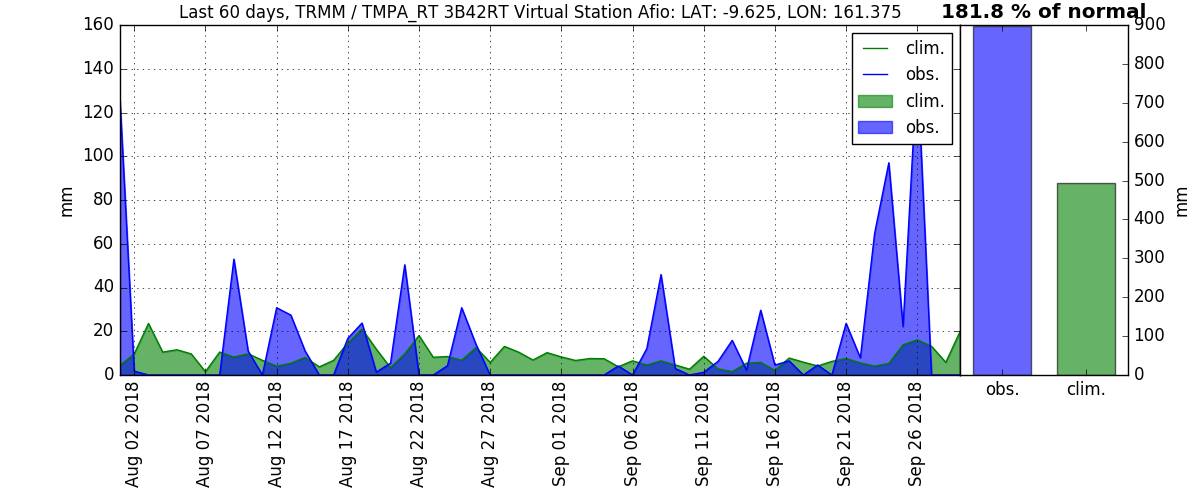 Last 60 days, TRMM / TMPA_RT 3B42RT Virtual Station Afio: LAT: -9.625, LON: 161.375
181.8 % of normal
160
140
120
100
80
60
40
20
0
mm
clim.
obs.
clim.
obs.
900
800
700
600
500
400
300
200
100
0
mm
obs.
clim.
Aug 02 2018
Aug 07 2018
Aug 12 2018
Aug 17 2018
Aug 22 2018
Aug 27 2018
Sep 01 2018
Sep 06 2018
Sep 11 2018
Sep 16 2018
Sep 21 2018
Sep 26 2018